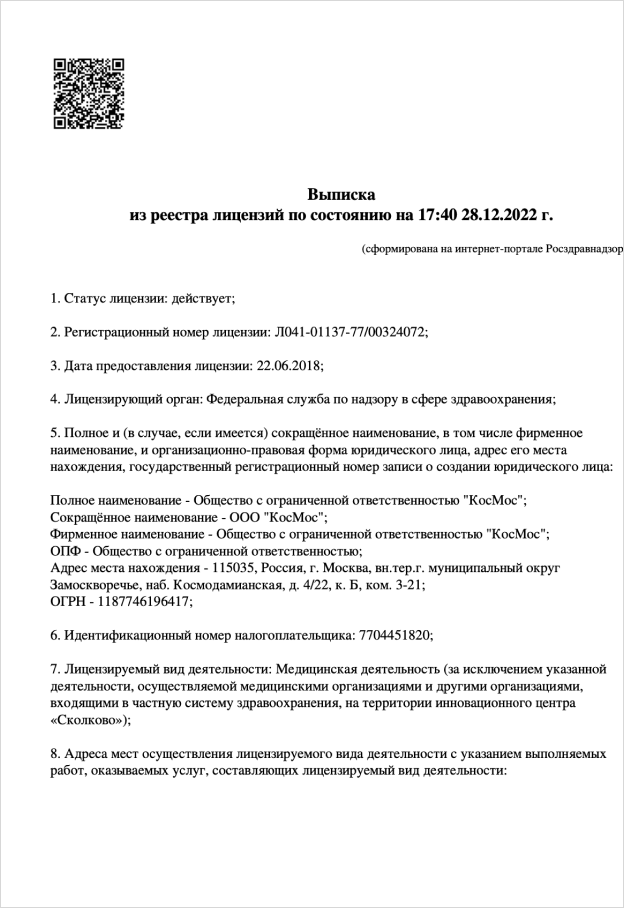 Выписка
из реестра лицензий по состоянию на 17:40 28.12.2022 г.
(сформирована на интернет-портале Росздравнадзор
1. Статус лицензии: действует;
2. Регистрационный номер лицензии: Л041-01137-77/00324072;
3. Дата предоставления лицензии: 22.06.2018;
4. Лицензирующий орган: Федеральная служба по надзору в сфере здравоохранения;
5. Полное и (в случае, если имеется) сокращённое наименование, в том числе фирменное
наименование, и организационно-правовая форма юридического лица, адрес его места
нахождения, государственный регистрационный номер записи о создании юридического лица:
Полное наименование - Общество с ограниченной ответственностью "КосМос";
Сокращённое наименование - ООО "КосМос";
Фирменное наименование - Общество с ограниченной ответственностью "КосМос";
ОПФ - Общество с ограниченной ответственностью;
Адрес места нахождения - 115035, Россия, г. Москва, вн.тер.г. муниципальный округ
Замоскворечье, наб. Космодамианская, д. 4/22, к. Б, ком. 3-21;
ОГРН - 1187746196417;
6. Идентификационный номер налогоплательщика: 7704451820;
7. Лицензируемый вид деятельности: Медицинская деятельность (за исключением указанной
деятельности, осуществляемой медицинскими организациями и другими организациями,
входящими в частную систему здравоохранения, на территории инновационного центра
«Сколково»);
8. Адреса мест осуществления лицензируемого вида деятельности с указанием выполняемых
работ, оказываемых услуг, составляющих лицензируемый вид деятельности: